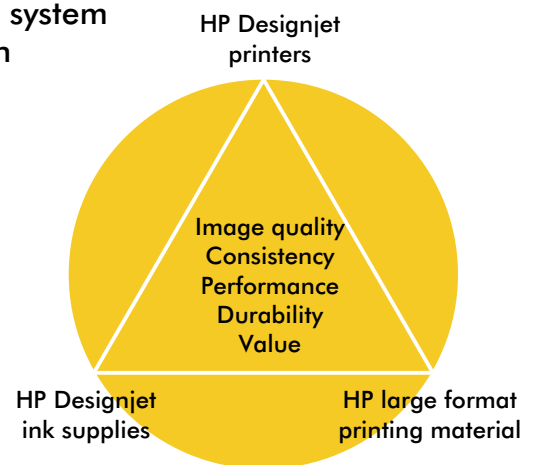 system
HP Designjet
printers
Image quality
Consistency
Performance
Durability
Value
HP Designjet
ink supplies
HP large format
printing material